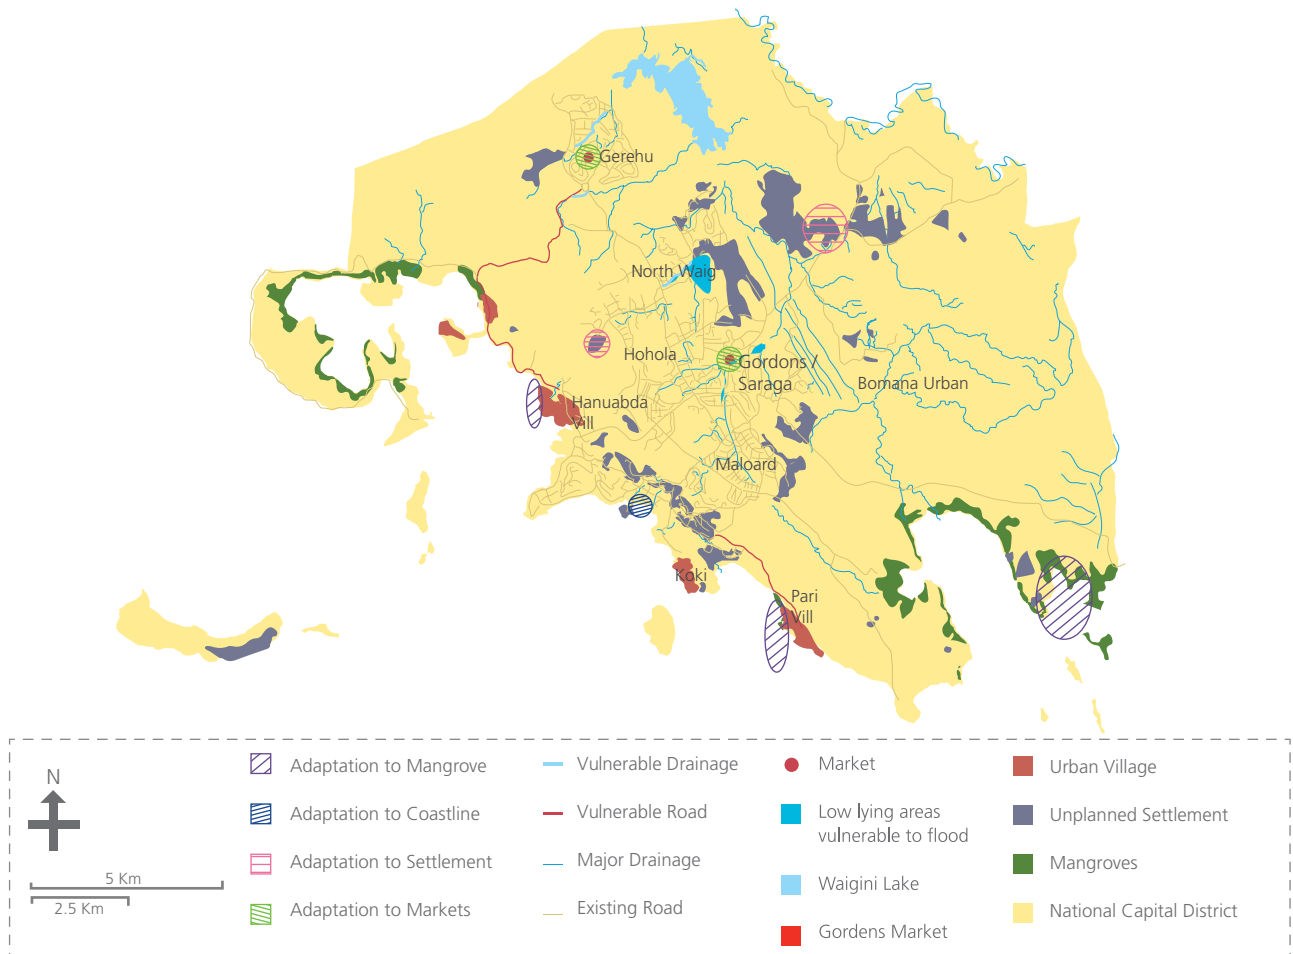 Gerehu
North Waig
Hohola
Gordons /
Saraga
Bomana Urban
Hanuabda
Vill
Maloard
Koki
Pari
Vill
N
5 Km
2.5 Km
Adaptation to Mangrove
Adaptation to Coastline
Adaptation to Settlement
Adaptation to Markets
Vulnerable Drainage
Vulnerable Road
Major Drainage
Existing Road
Market
Low lying areas
vulnerable to flood
Waigini Lake
Gordens Market
Urban Village
Unplanned Settlement
Mangroves
National Capital District